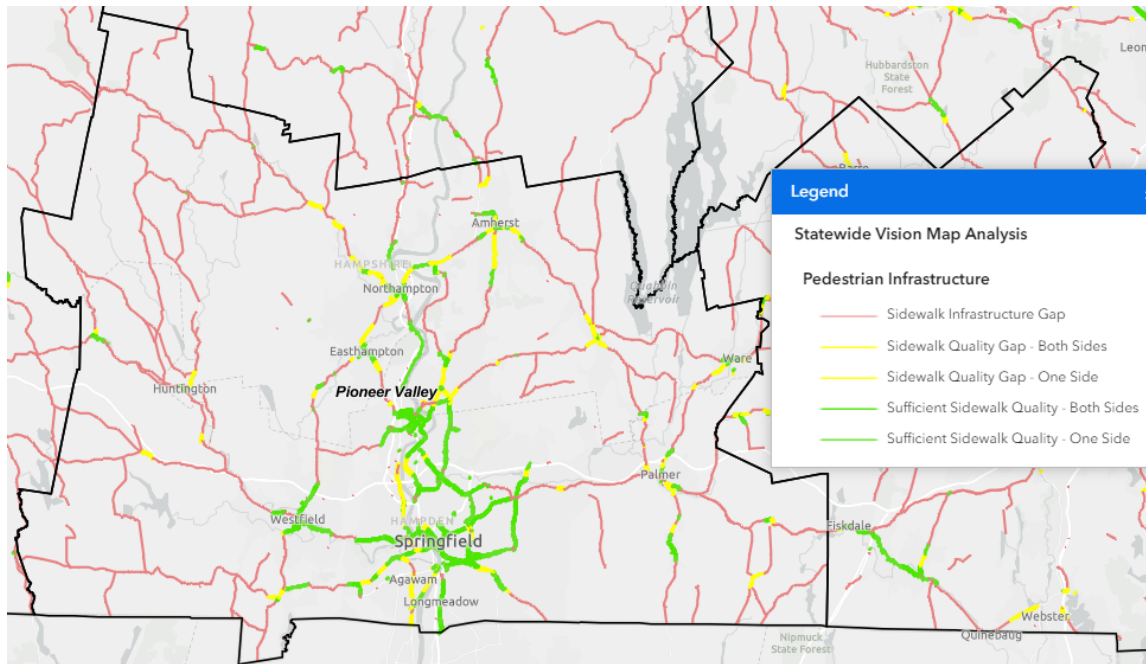 Leon
Hubbardston
State
Forest
Barre
Legend
Statewide Vision Map Analysis
Pedestrian Infrastructure
Sidewalk Infrastructure Gap
Sidewalk Quality Gap - Both Sides
Sidewalk Quality Gap - One Side
Sufficient Sidewalk Quality - Both Sides
Sufficient Sidewalk Quality - One Side
Amherst
HAMPSHIRE
Northampton
Quabbin
Reservoir
Easthampton
Ware
Huntington
Pioneer Valley
Palmer
Westfield
HAMPDEN
Springfield
Fiskdale
Agawam
Longmeadow
Webster
Quinebaug
Nipmuck
State Forest